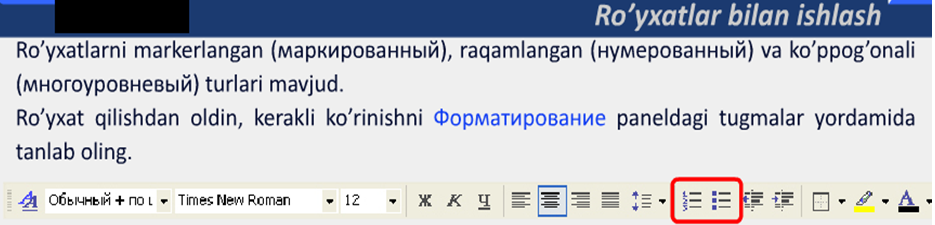 Ro’yxatlar bilan ishlash
Ro’yxatlarni markerlangan (маркированный), raqamlangan (нумерованный) va ko’ppog’onali
(многоуровневый) turlari mavjud.
Ro’yxat qilishdan oldin, kerakli ko’rinishni Форматирование paneldagi tugmalar yordamida
tanlab oling.
Обычный + по ц Times New Roman 12 Ж К Ч А